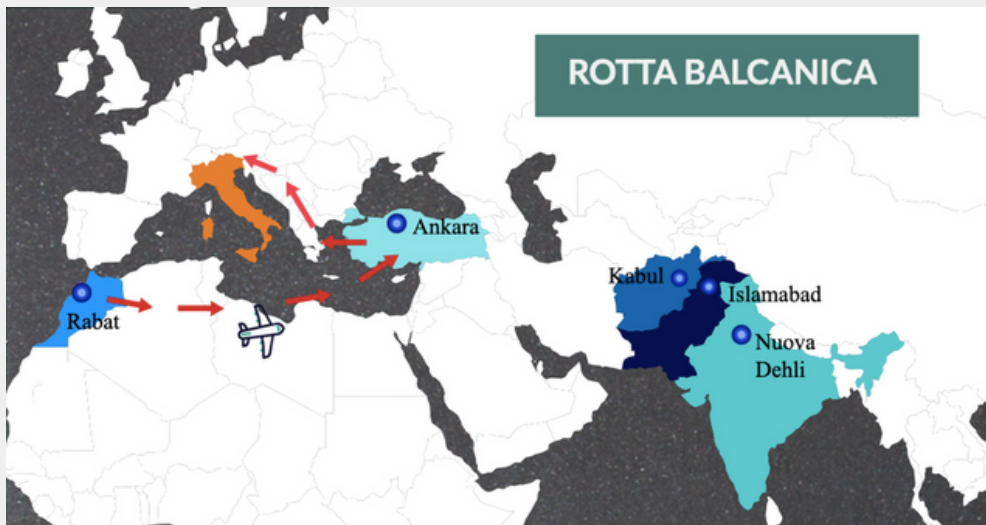 ROTTA BALCANICA
Ankara
Kabul
Islamabad
Rabat
Nuova
Dehli